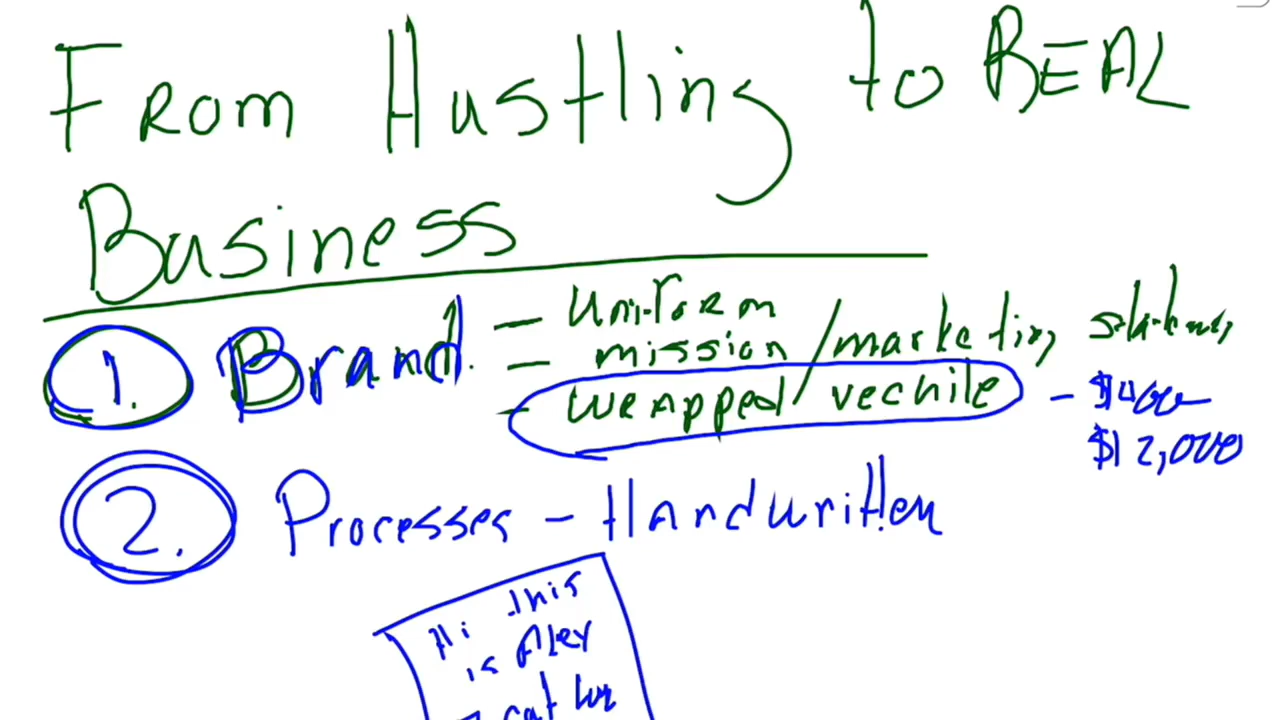 From Hustling to REAL
Business
1. Brand. - uniform
- mission/marketing
- wrapped/vechile - $400
$12,000
2. Processes - Handwritten
Hi this
is Alex
I cat